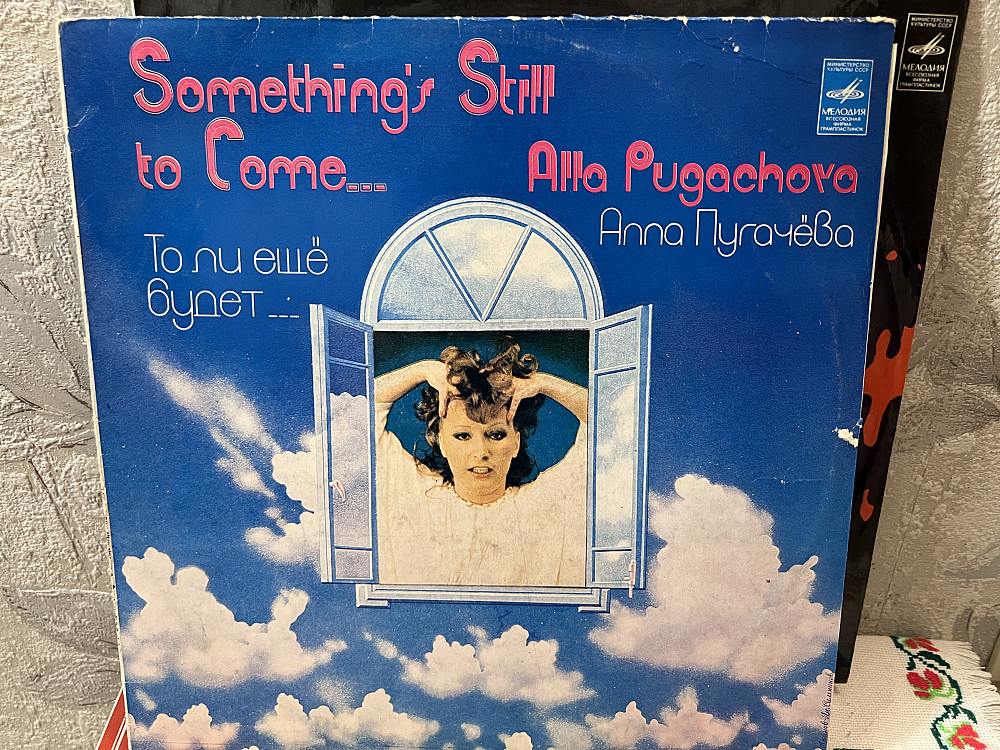 Something's Still
to Come...
Alla Pugachova
Алла Пугачёва
То ли ещё
будет...
МИНИСТЕРСТВО
КУЛЬТУРЫ СССР
МЕЛОДИЯ
ВСЕСОЮЗНАЯ
ФИРМА
ГРАМПЛАСТИНОК
МИНИСТЕРСТВО
КУЛЬТУРЫ СССР
МЕЛОДИЯ
ВСЕСОЮЗНАЯ
ФИРМА
ГРАМПЛАСТИНОК